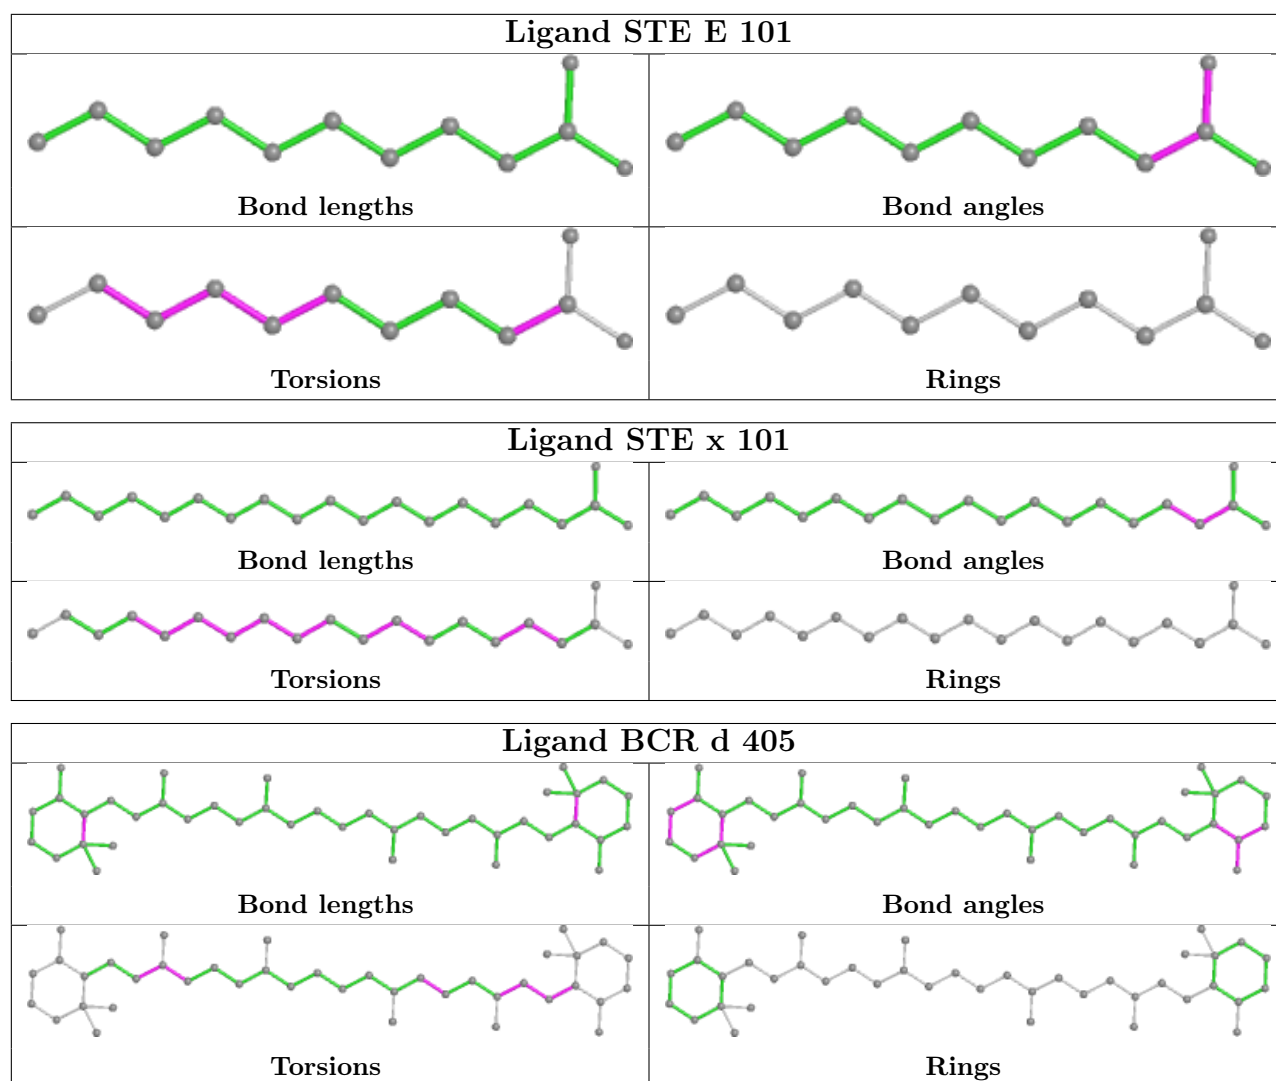 Ligand STE E 101
Bond lengths
Bond angles
Torsions
Rings
Ligand STE x 101
Bond lengths
Bond angles
Torsions
Rings
Ligand BCR d 405
Bond lengths
Bond angles
Torsions
Rings